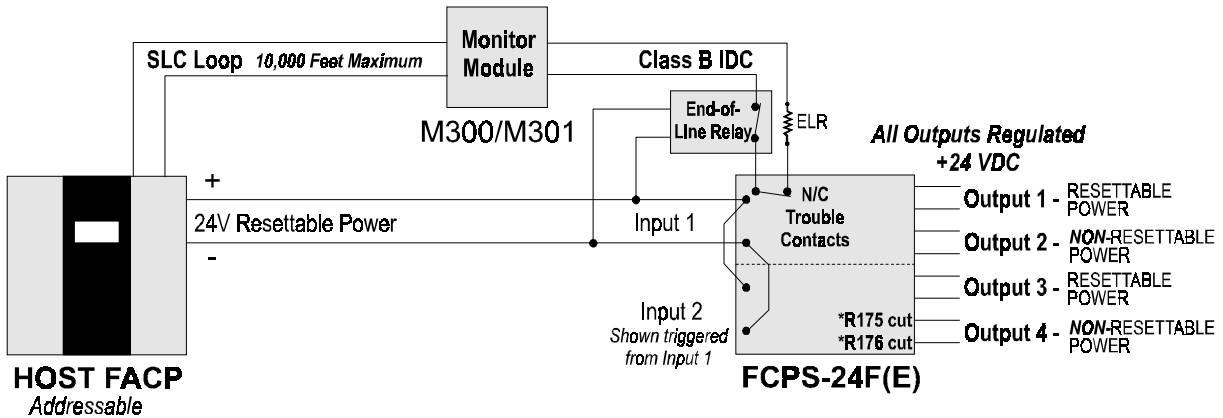 SLC Loop 10,000 Feet Maximum
Monitor
Module
M300/M301
Class B IDC
End-of-
Line Relay
ELR
All Outputs Regulated
+24 VDC
+
24V Resettable Power
-
Input 1
N/C
Trouble
Contacts
Output 1 - RESETTABLE
POWER
Output 2 - NON-RESETTABLE
POWER
Output 3 - RESETTABLE
POWER
Output 4 - NON-RESETTABLE
POWER
Input 2
Shown triggered
from Input 1
*R175 cut
*R176 cut
HOST FACP
Addressable
FCPS-24F(E)